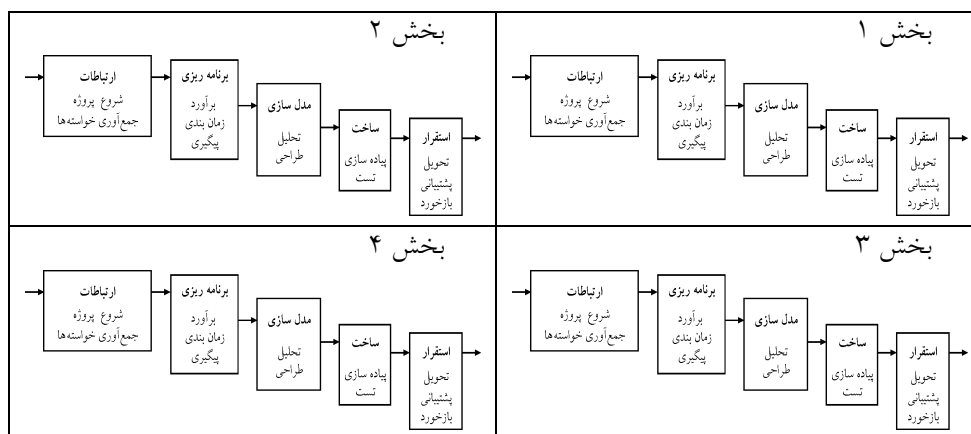 بخش ۱
ارتباطات
شروع پروژه
جمع‌آوری خواسته‌ها
برنامه ریزی
برآورد
زمان بندی
پیگیری
مدل سازی
تحلیل
طراحی
ساخت
پیاده سازی
تست
استقرار
تحویل
پشتیبانی
بازخورد
بخش ۲
ارتباطات
شروع پروژه
جمع‌آوری خواسته‌ها
برنامه ریزی
برآورد
زمان بندی
پیگیری
مدل سازی
تحلیل
طراحی
ساخت
پیاده سازی
تست
استقرار
تحویل
پشتیبانی
بازخورد
بخش ۳
ارتباطات
شروع پروژه
جمع‌آوری خواسته‌ها
برنامه ریزی
برآورد
زمان بندی
پیگیری
مدل سازی
تحلیل
طراحی
ساخت
پیاده سازی
تست
استقرار
تحویل
پشتیبانی
بازخورد
بخش ۴
ارتباطات
شروع پروژه
جمع‌آوری خواسته‌ها
برنامه ریزی
برآورد
زمان بندی
پیگیری
مدل سازی
تحلیل
طراحی
ساخت
پیاده سازی
تست
استقرار
تحویل
پشتیبانی
بازخورد